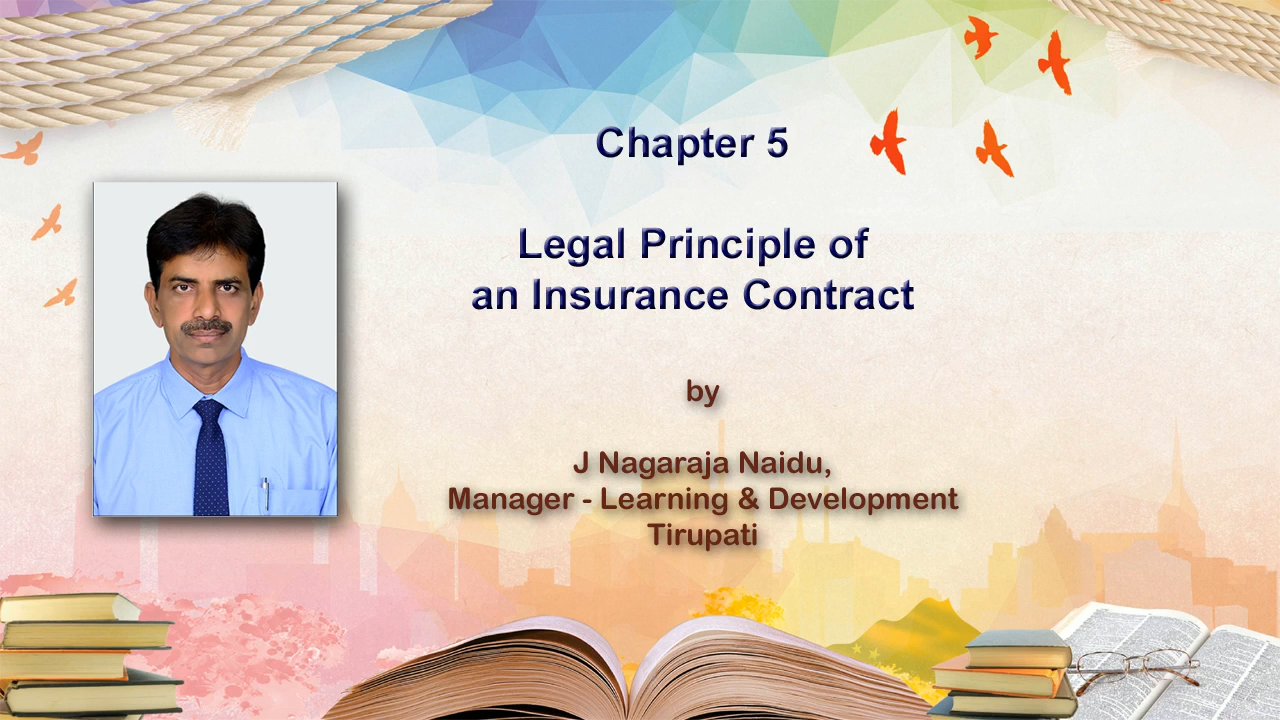 Chapter 5
Legal Principle of
an Insurance Contract
by
J Nagaraja Naidu,
Manager - Learning & Development
Tirupati